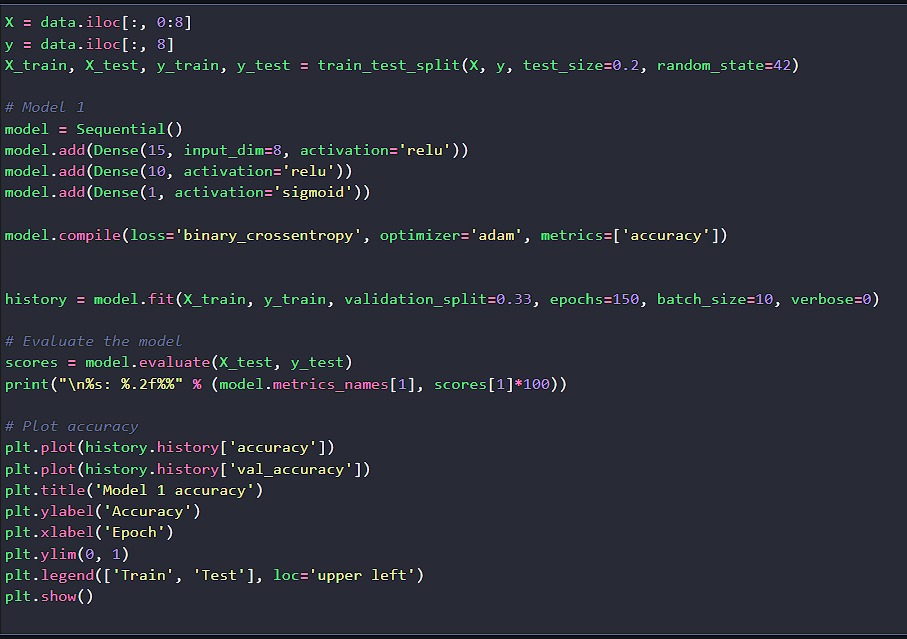 X = data.iloc[:, 0:8]
y = data.iloc[:, 8]
X_train, X_test, y_train, y_test = train_test_split(X, y, test_size=0.2, random_state=42)
# Model 1
model = Sequential()
model.add(Dense(15, input_dim=8, activation='relu'))
model.add(Dense(10, activation='relu'))
model.add(Dense(1, activation='sigmoid'))
model.compile(loss='binary_crossentropy', optimizer='adam', metrics=['accuracy'])
history = model.fit(X_train, y_train, validation_split=0.33, epochs=150, batch_size=10, verbose=0)
# Evaluate the model
scores = model.evaluate(X_test, y_test)
print("\n%s: %.2f%%" % (model.metrics_names[1], scores[1]*100))
# Plot accuracy
plt.plot(history.history['accuracy'])
plt.plot(history.history['val_accuracy'])
plt.title('Model 1 accuracy')
plt.ylabel('Accuracy')
plt.xlabel('Epoch')
plt.ylim(0, 1)
plt.legend(['Train', 'Test'], loc='upper left')
plt.show()